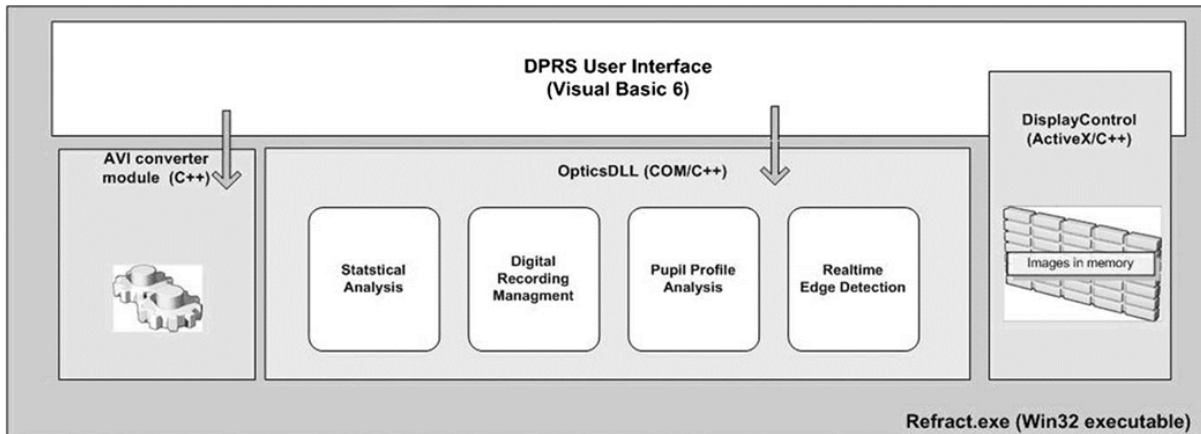 DPRS User Interface
(Visual Basic 6)
AVI converter
module (C++)
OpticsDLL (COM/C++)
Statstical
Analysis
Digital
Recording
Managment
Pupil Profile
Analysis
Realtime
Edge Detection
DisplayControl
(ActiveX/C++)
Images in memory
Refract.exe (Win32 executable)